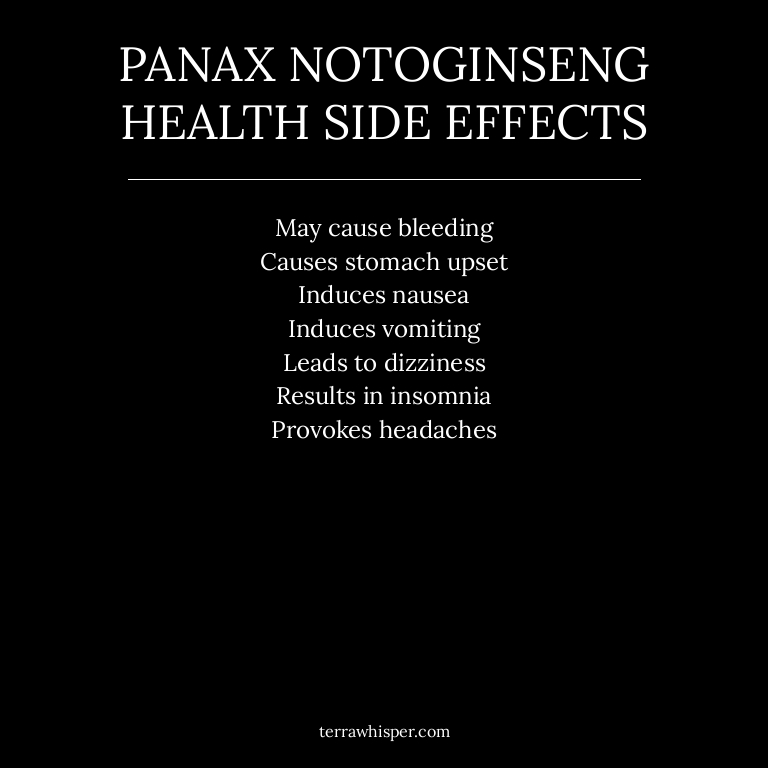 PANAX NOTOGINSENG
HEALTH SIDE EFFECTS
May cause bleeding
Causes stomach upset
Induces nausea
Induces vomiting
Leads to dizziness
Results in insomnia
Provokes headaches
terrawhisper.com